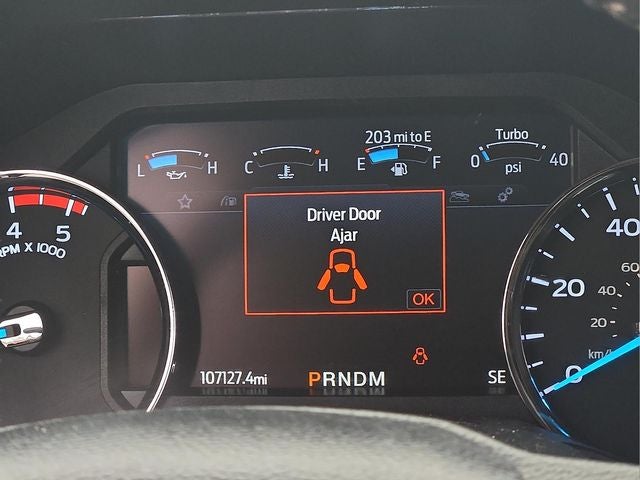 203 mi to E
Turbo
L H
C H
E F
0 40
psi
4 5
RPM X 1000
Driver Door
Ajar
OK
40
20
0
60
40
20
km/
107127.4mi
PRNDM
SE